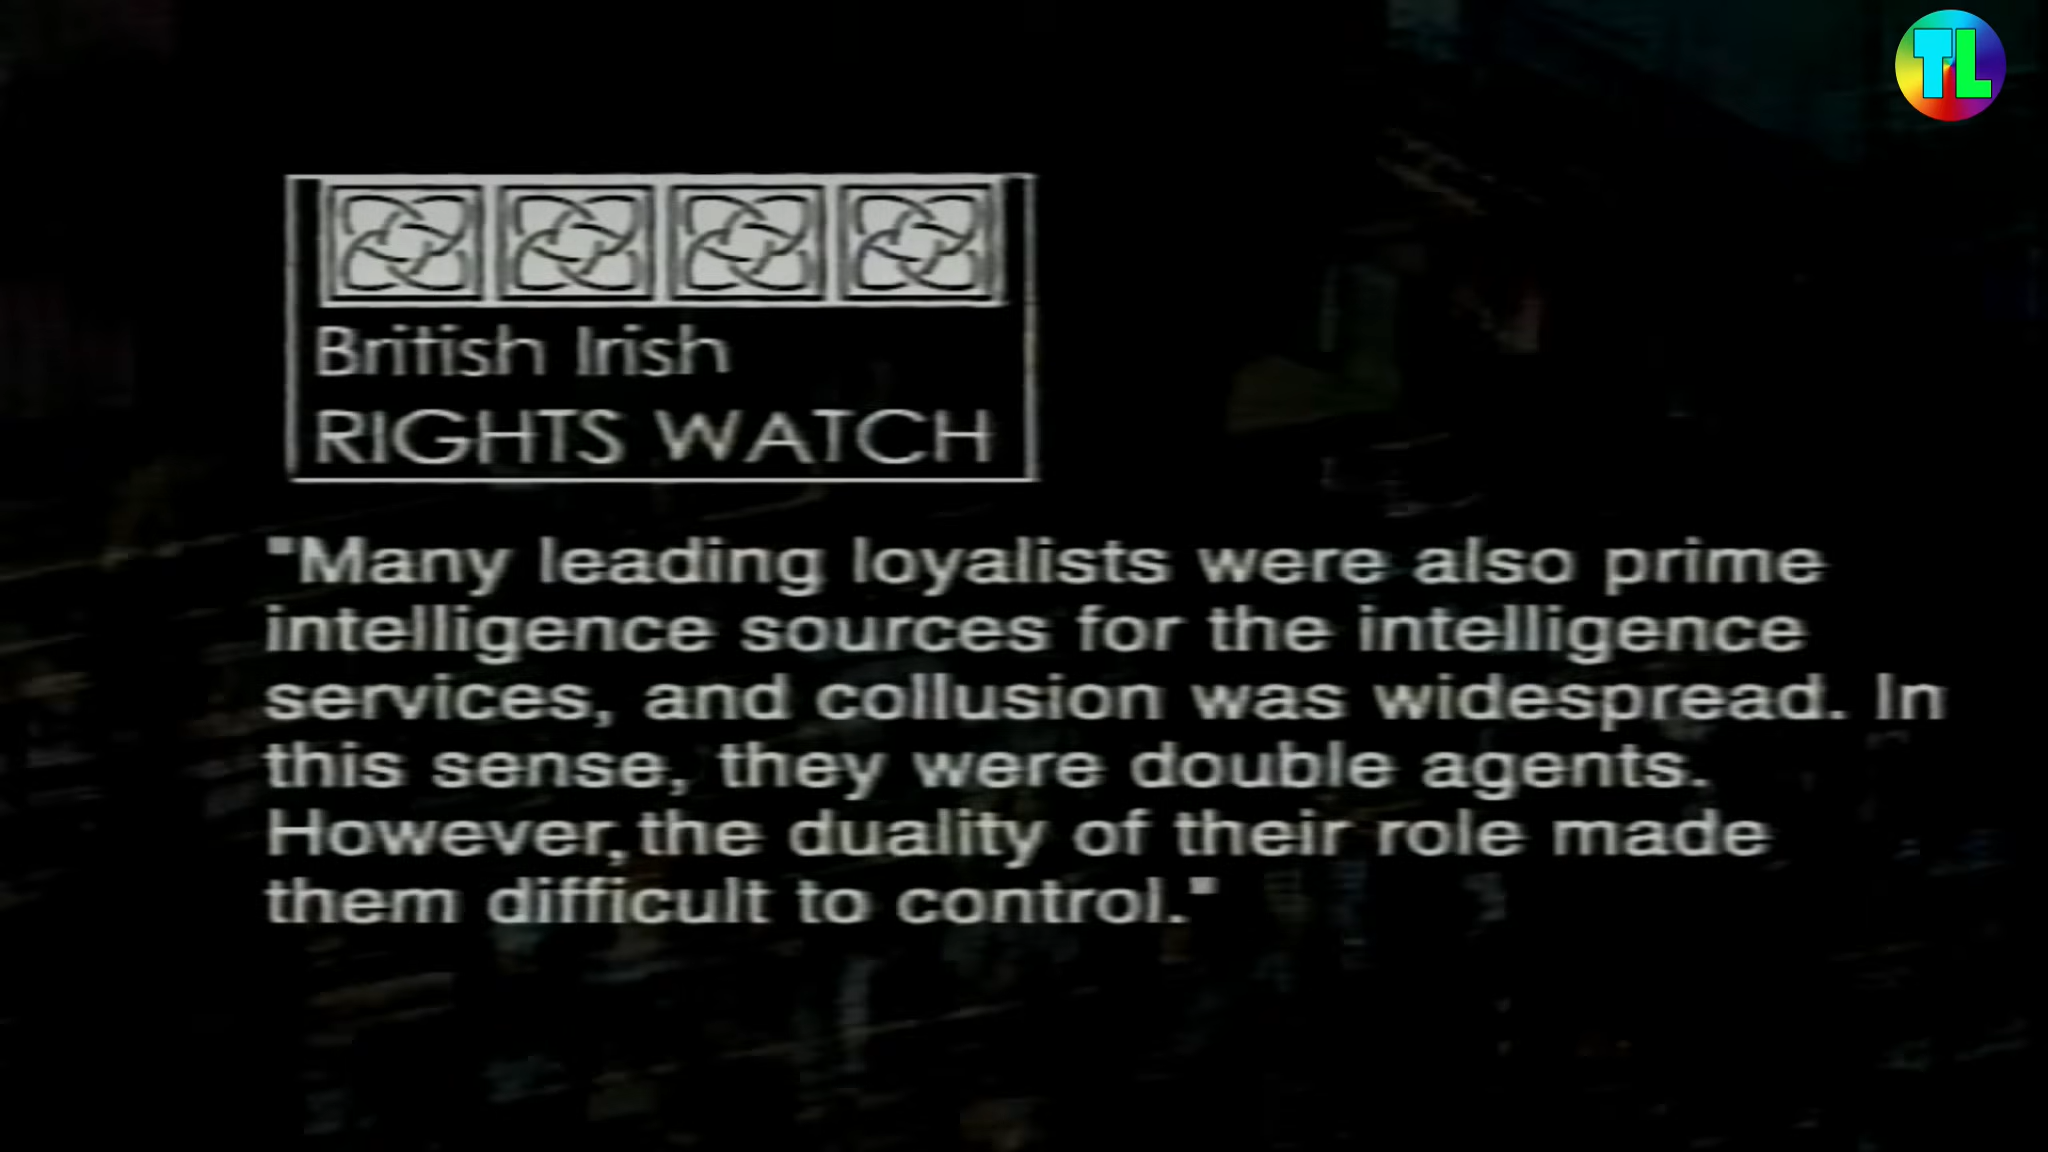 TL
British Irish
RIGHTS WATCH
"Many leading loyalists were also prime
intelligence sources for the intelligence
services, and collusion was widespread. In
this sense, they were double agents.
However, the duality of their role made
them difficult to control."